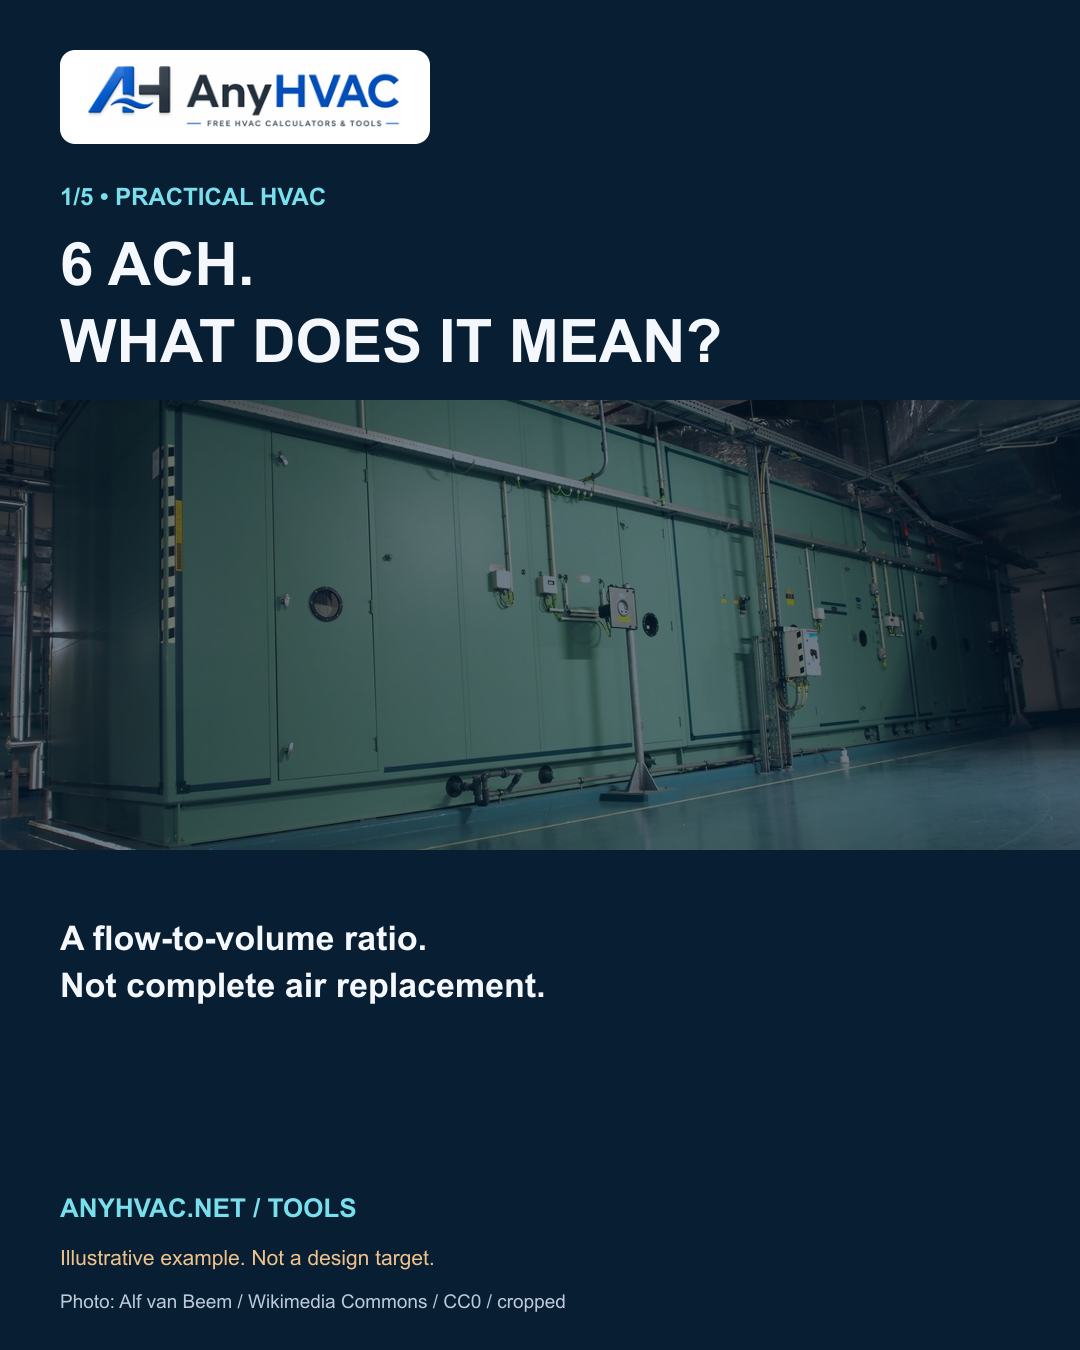 AH AnyHVAC
FREE HVAC CALCULATORS & TOOLS
1/5 • PRACTICAL HVAC
6 ACH.
WHAT DOES IT MEAN?
A flow-to-volume ratio.
Not complete air replacement.
ANYHVAC.NET / TOOLS
Illustrative example. Not a design target.
Photo: Alf van Beem / Wikimedia Commons / CC0 / cropped